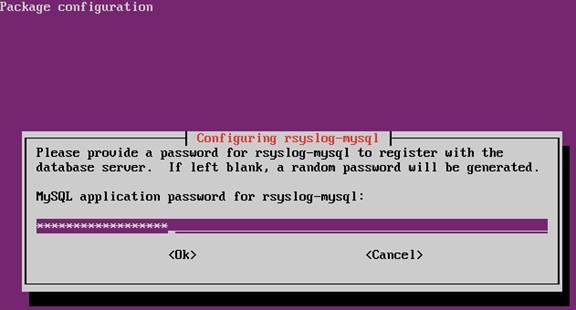 Package configuration
Configuring rsyslog-mysql
Please provide a password for rsyslog-mysql to register with the
database server.  If left blank, a random password will be generated.
MySQL application password for rsyslog-mysql:
******************
<Ok> <Cancel>